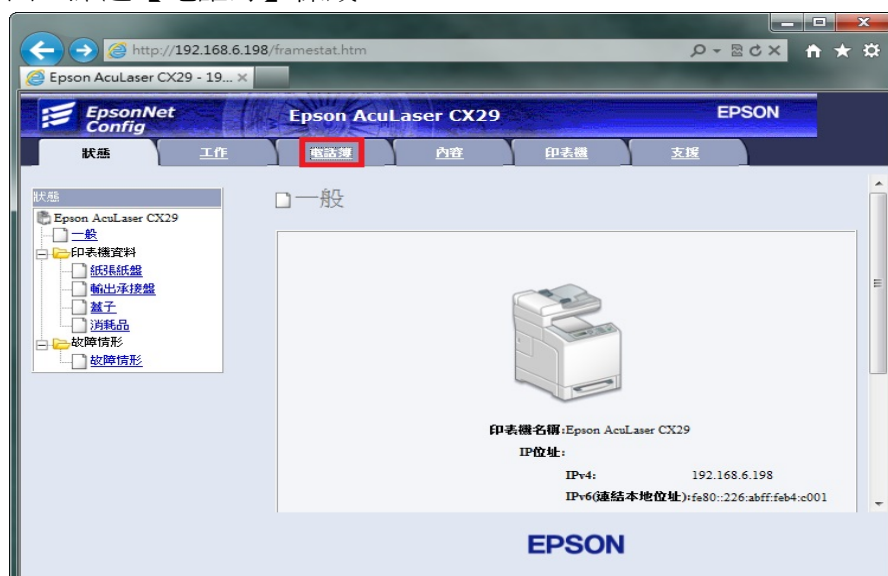 http://192.168.6.198/framestat.htm
Epson AcuLaser CX29 - 19...
EpsonNet
Config
Epson AcuLaser CX29
EPSON
狀態 工作 電話簿 內容 印表機 支援
狀態
Epson AcuLaser CX29
一般
印表機資料
紙張紙盤
輸出承接盤
蓋子
消耗品
故障情形
故障情形
一般
印表機名稱:Epson AcuLaser CX29
IP位址:
IPv4: 192.168.6.198
IPv6(連結本地位址):fe80::226:abff:feb4:c001
EPSON